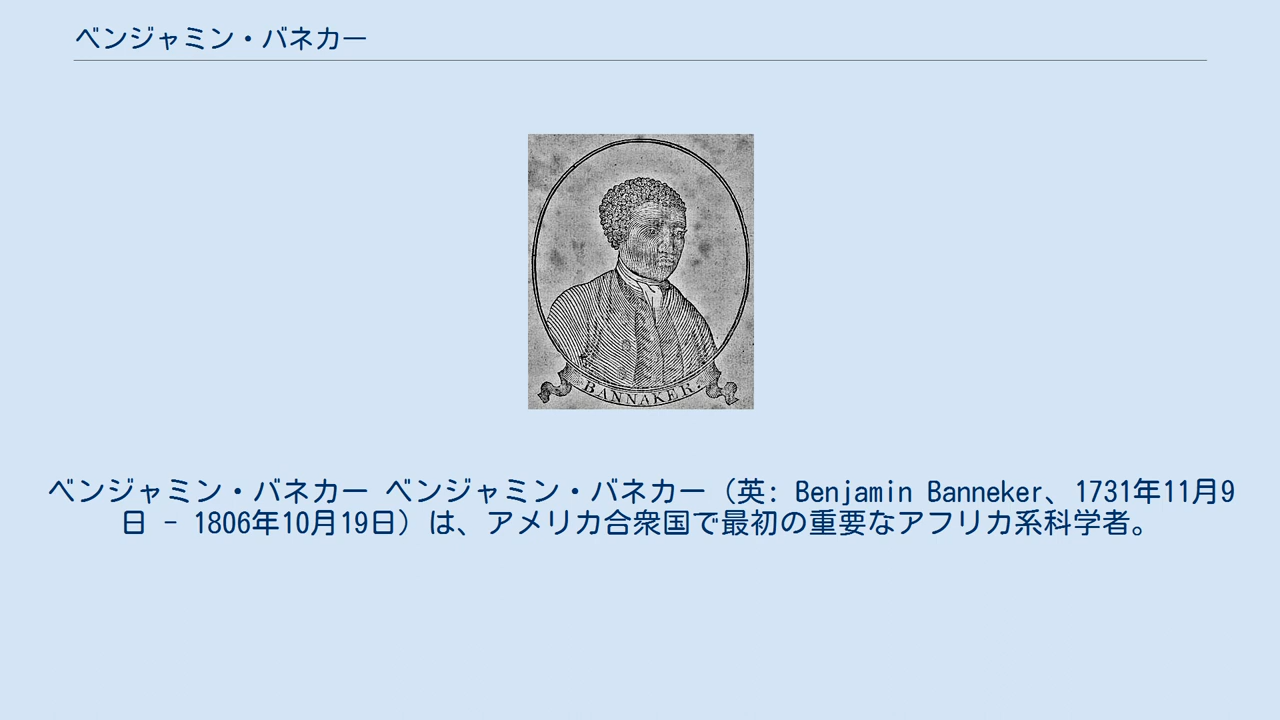 ベンジャミン・バネカー
BANNAKER.
ベンジャミン・バネカー ベンジャミン・バネカー（英: Benjamin Banneker、1731年11月9
日 - 1806年10月19日）は、アメリカ合衆国で最初の重要なアフリカ系科学者。